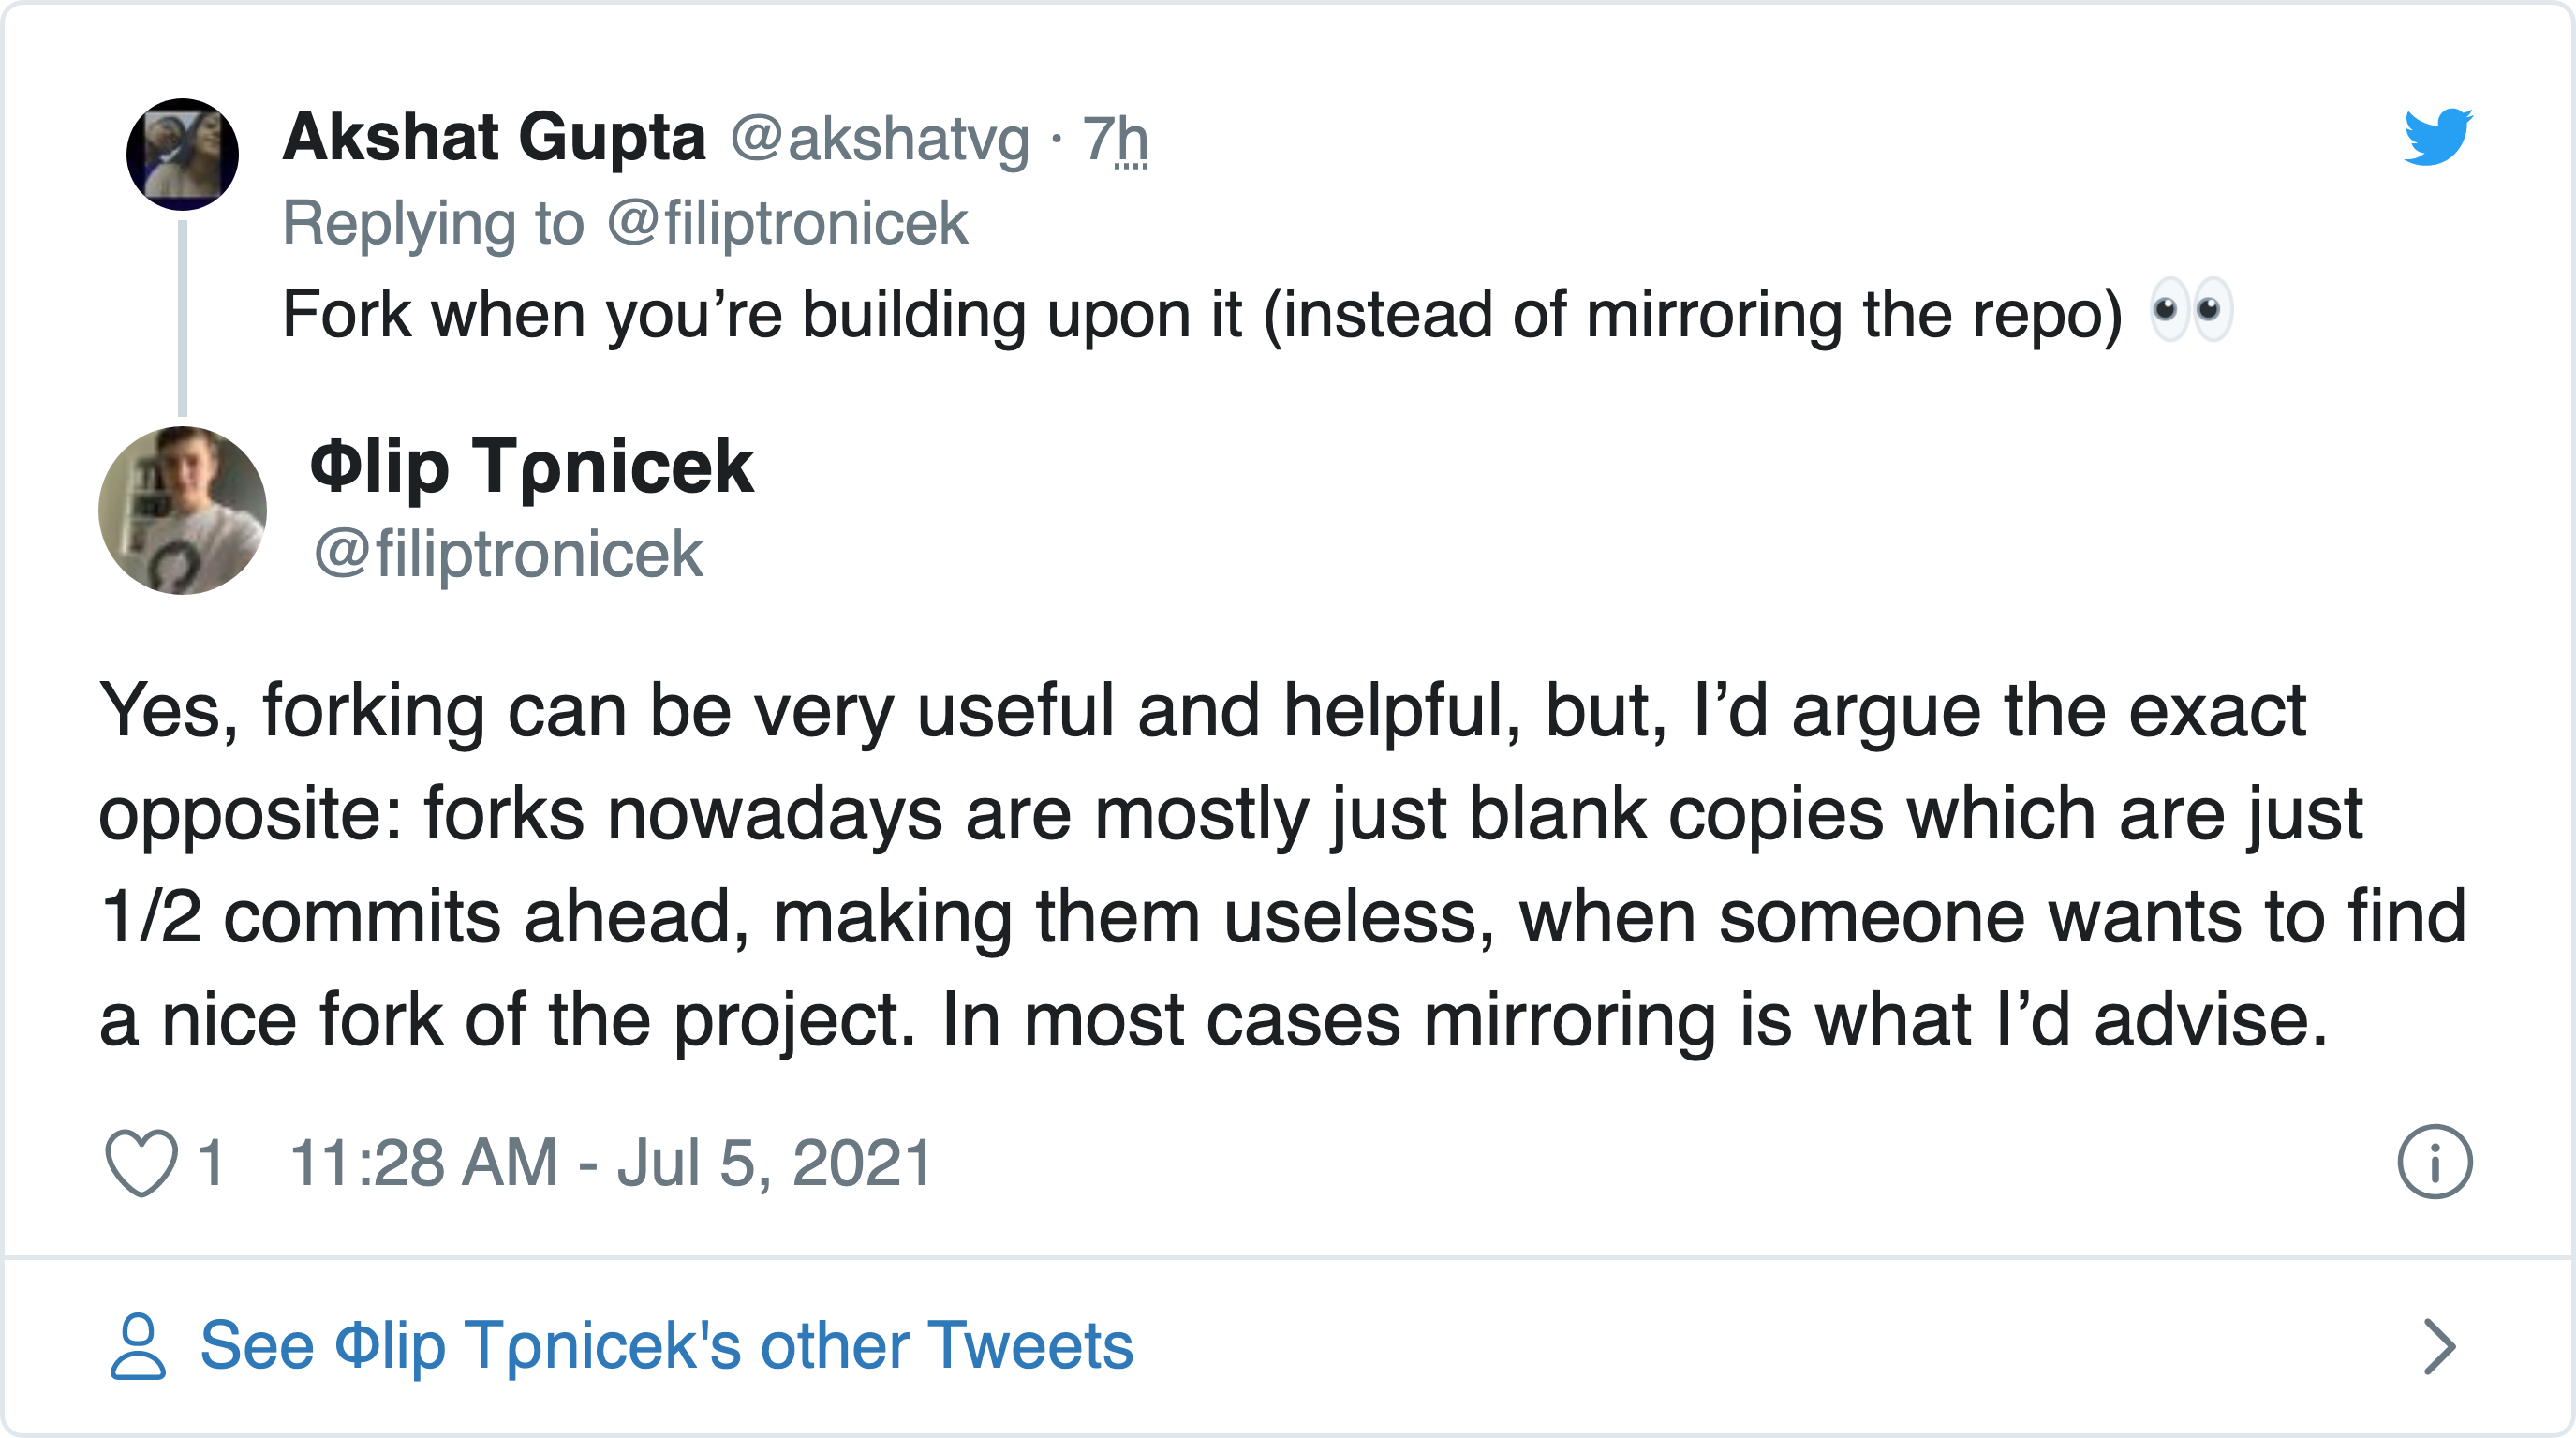 Akshat Gupta @akshatvg · 7h
Replying to @filiptronicek
Fork when you’re building upon it (instead of mirroring the repo) 👀
Φlip Tρnicek
@filiptronicek
Yes, forking can be very useful and helpful, but, I’d argue the exact
opposite: forks nowadays are mostly just blank copies which are just
1/2 commits ahead, making them useless, when someone wants to find
a nice fork of the project. In most cases mirroring is what I’d advise.
1 11:28 AM - Jul 5, 2021
See Φlip Tρnicek's other Tweets